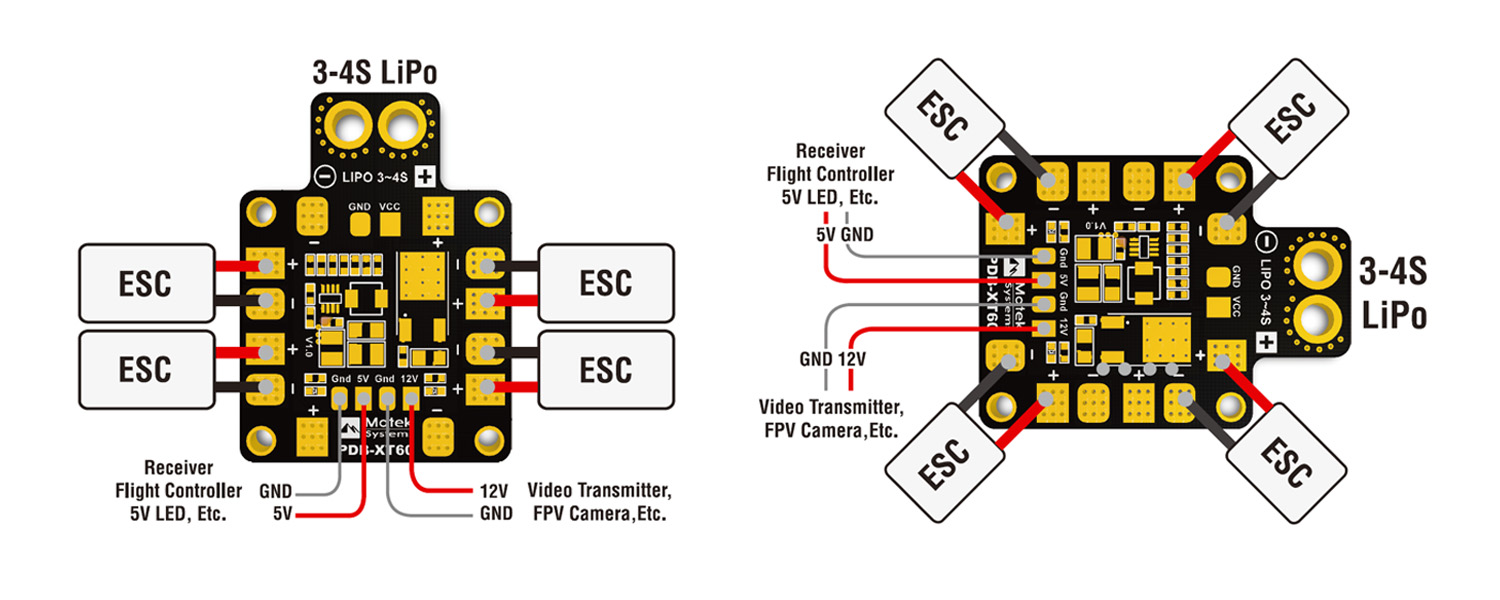 3-4S LiPo
− LIPO 3~4S +
GND VCC
− +
ESC
ESC
ESC
ESC
+
−
+
−
−
+
−
+
V1.0
Gnd 5V Gnd 12V
+ −
Matek
System
PDB-XT60
Receiver
Flight Controller
5V LED, Etc.
GND
5V
12V
GND
Video Transmitter,
FPV Camera,Etc.
ESC
ESC
ESC
ESC
Receiver
Flight Controller
5V LED, Etc.
5V GND
GND 12V
Video Transmitter,
FPV Camera,Etc.
− + − +
+
−
V1.0
Gnd 5V Gnd 12V
Matek
System
PDB-XT60
− LIPO 3~4S +
GND VCC
−
+
+ − + −
3-4S
LiPo